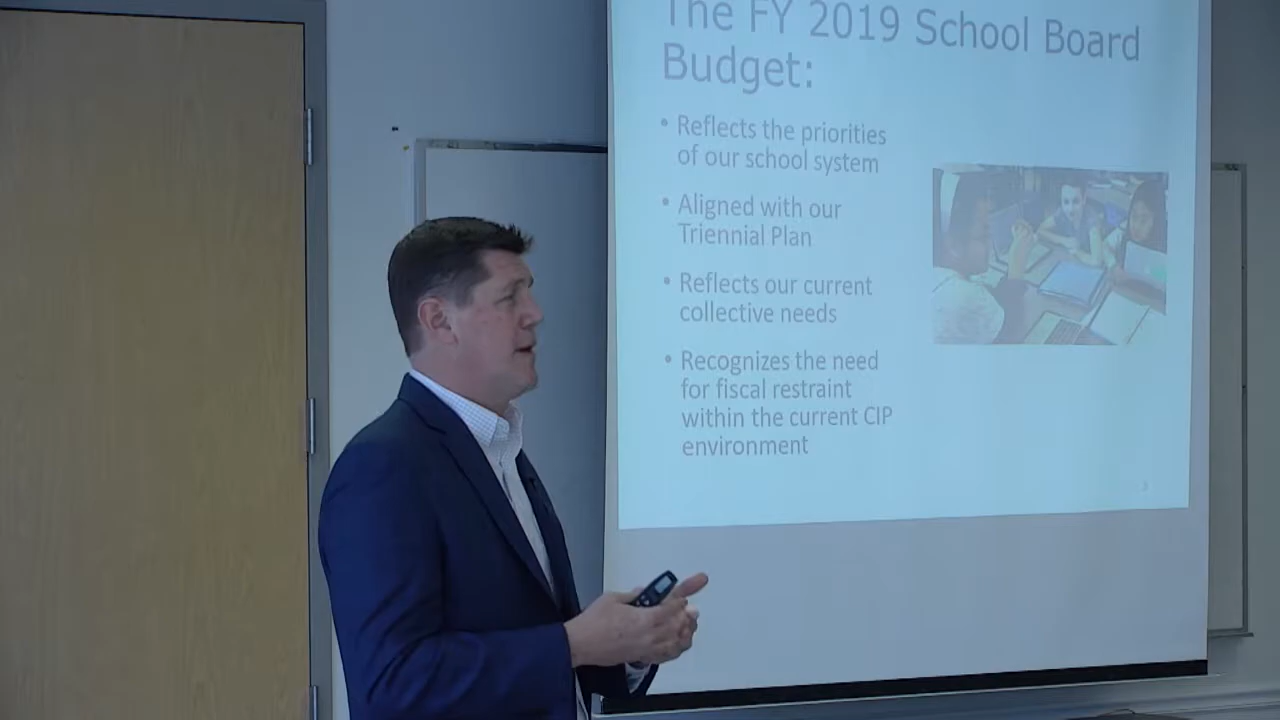 The FY 2019 School Board
Budget:
• Reflects the priorities
of our school system
• Aligned with our
Triennial Plan
• Reflects our current
collective needs
• Recognizes the need
for fiscal restraint
within the current CIP
environment